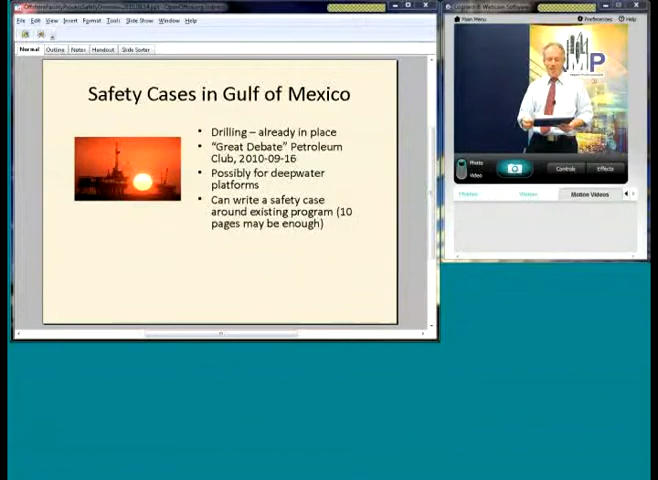 File Edit View Insert Format Tools Slide Show Window Help
Normal Outline Notes Handout Slide Sorter
Safety Cases in Gulf of Mexico
• Drilling – already in place
• “Great Debate” Petroleum
Club, 2010-09-16
• Possibly for deepwater
platforms
• Can write a safety case
around existing program (10
pages may be enough)
Main Menu Preferences Help
MP
Photo
Video
Controls Effects
Photos Videos Motion Videos